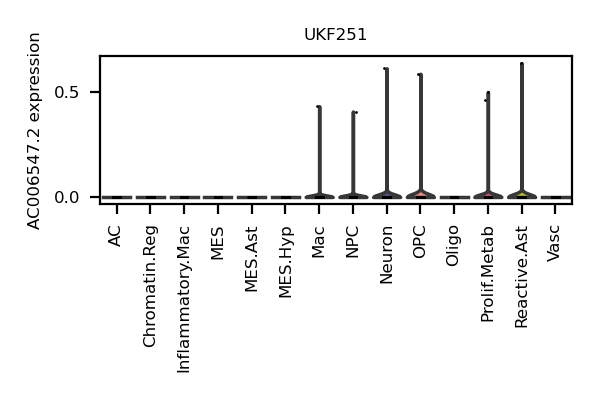 UKF251
AC006547.2 expression
0.5
0.0
AC
Chromatin.Reg
Inflammatory.Mac
MES
MES.Ast
MES.Hyp
Mac
NPC
Neuron
OPC
Oligo
Prolif.Metab
Reactive.Ast
Vasc